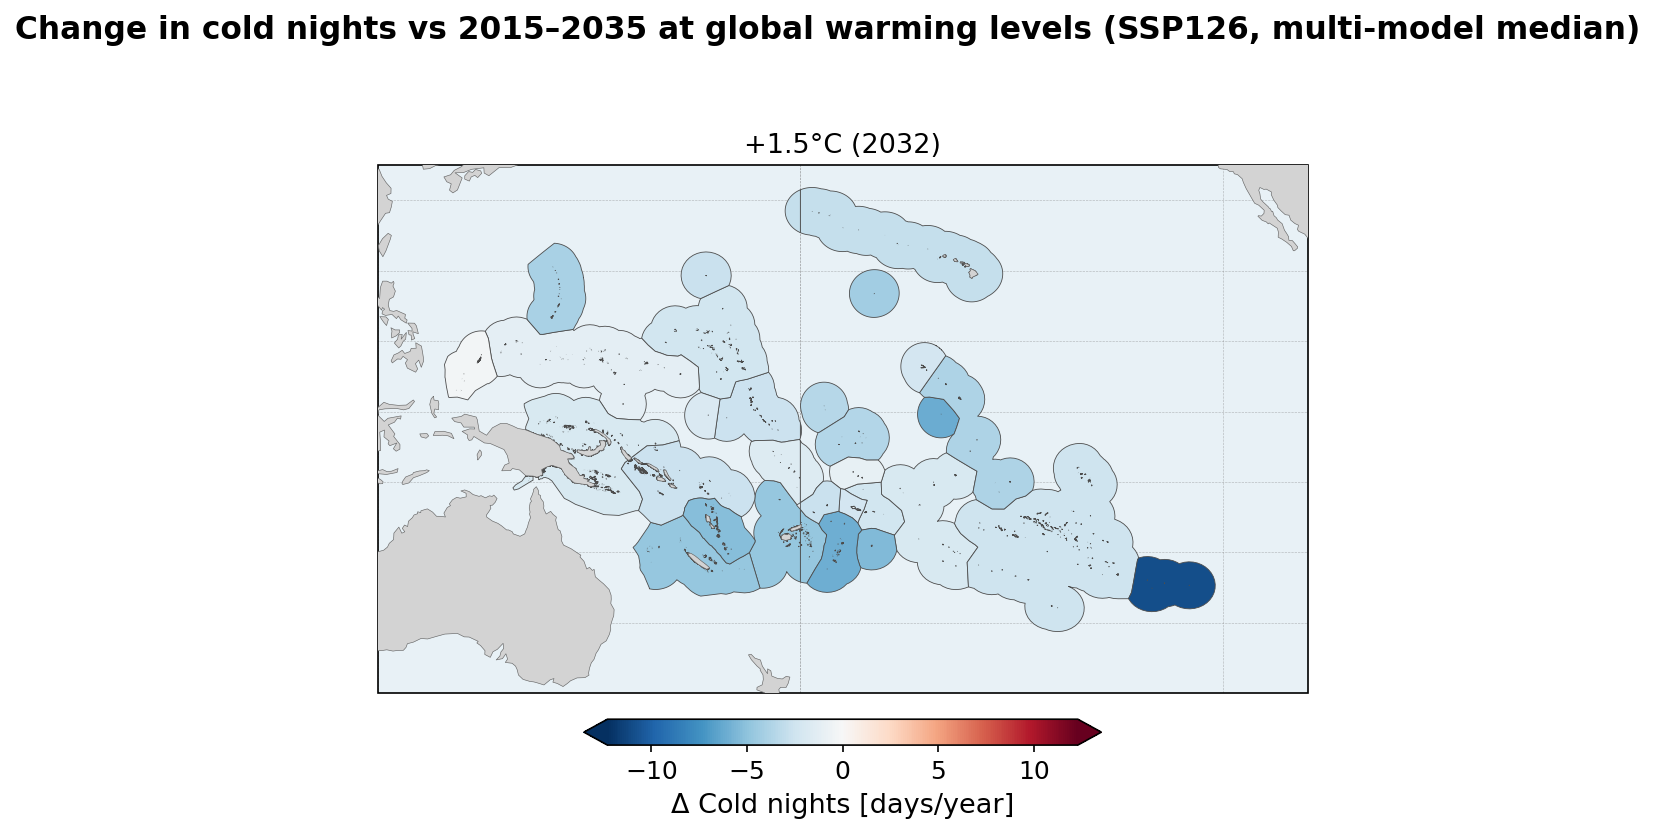 Change in cold nights vs 2015–2035 at global warming levels (SSP126, multi-model median)
+1.5°C (2032)
−10 −5 0 5 10
Δ Cold nights [days/year]